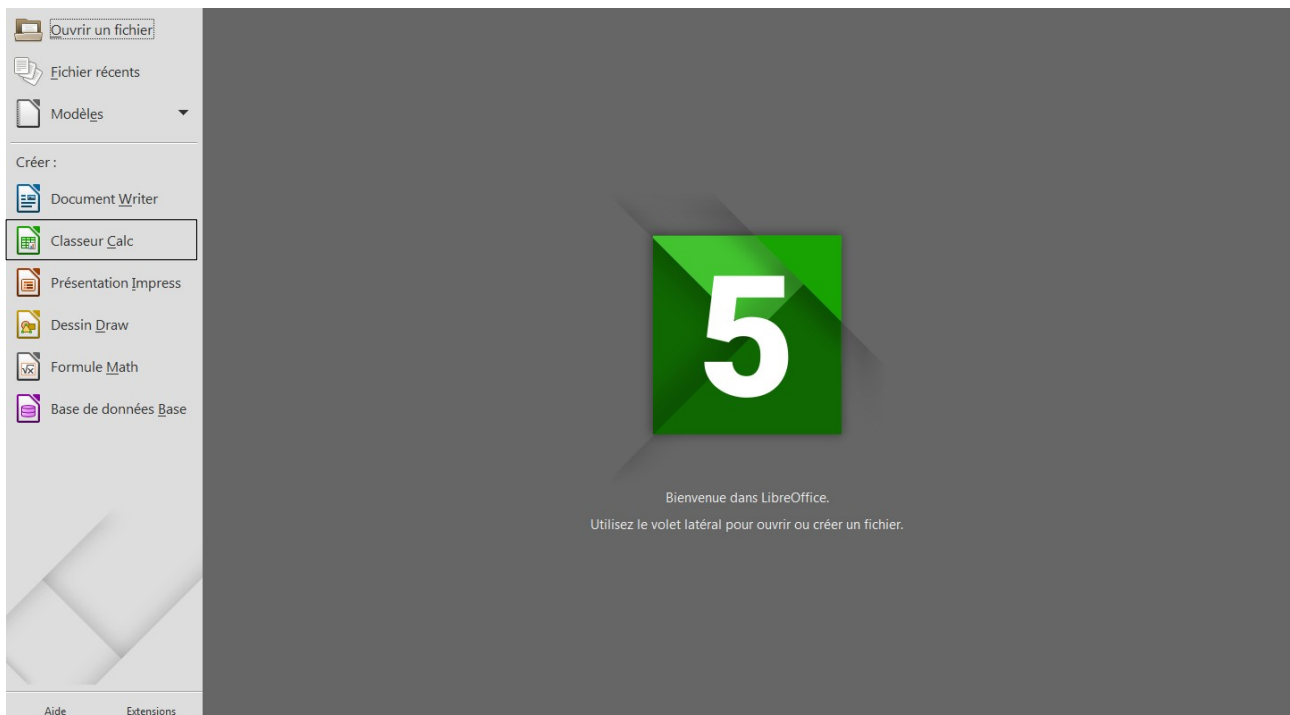 Ouvrir un fichier
Fichier récents
Modèles
Créer :
Document Writer
Classeur Calc
Présentation Impress
Dessin Draw
Formule Math
Base de données Base
5
Bienvenue dans LibreOffice.
Utilisez le volet latéral pour ouvrir ou créer un fichier.
Aide Extensions